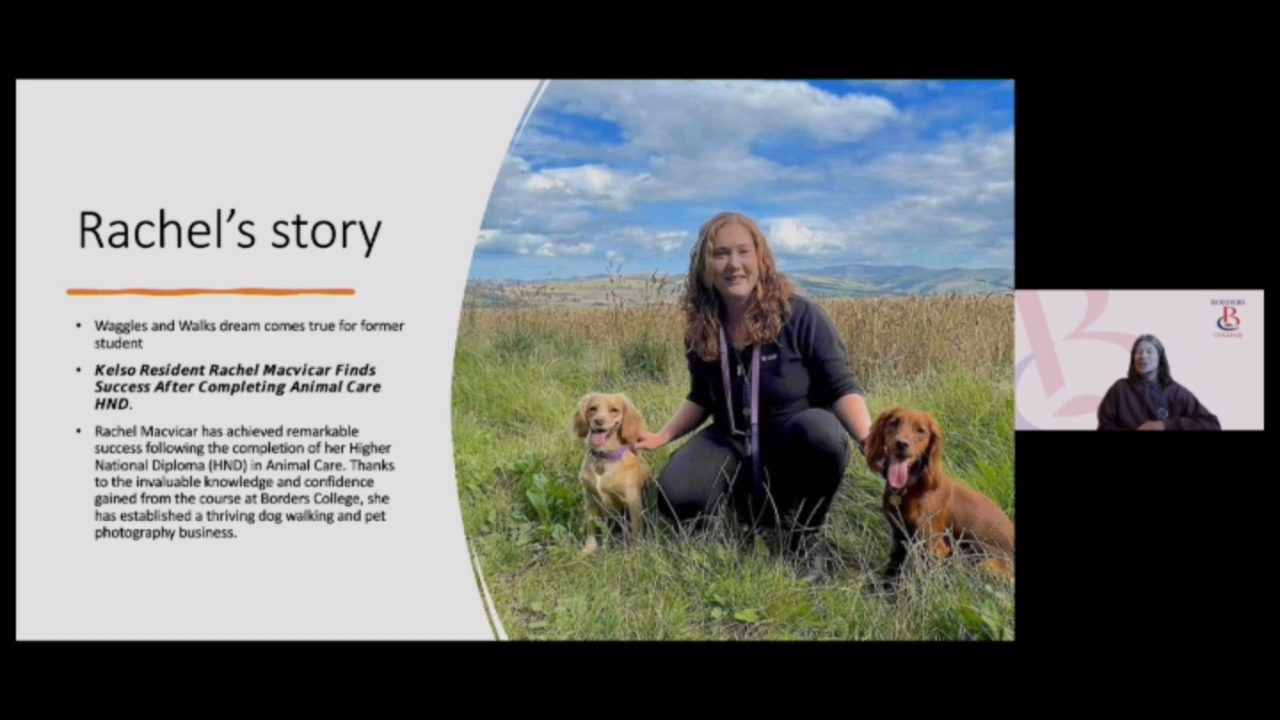 Rachel's story
• Waggles and Walks dream comes true for former
student
• Kelso Resident Rachel Macvicar Finds
Success After Completing Animal Care
HND.
• Rachel Macvicar has achieved remarkable
success following the completion of her Higher
National Diploma (HND) in Animal Care. Thanks
to the invaluable knowledge and confidence
gained from the course at Borders College, she
has established a thriving dog walking and pet
photography business.
BORDERS
B
COLLEGE